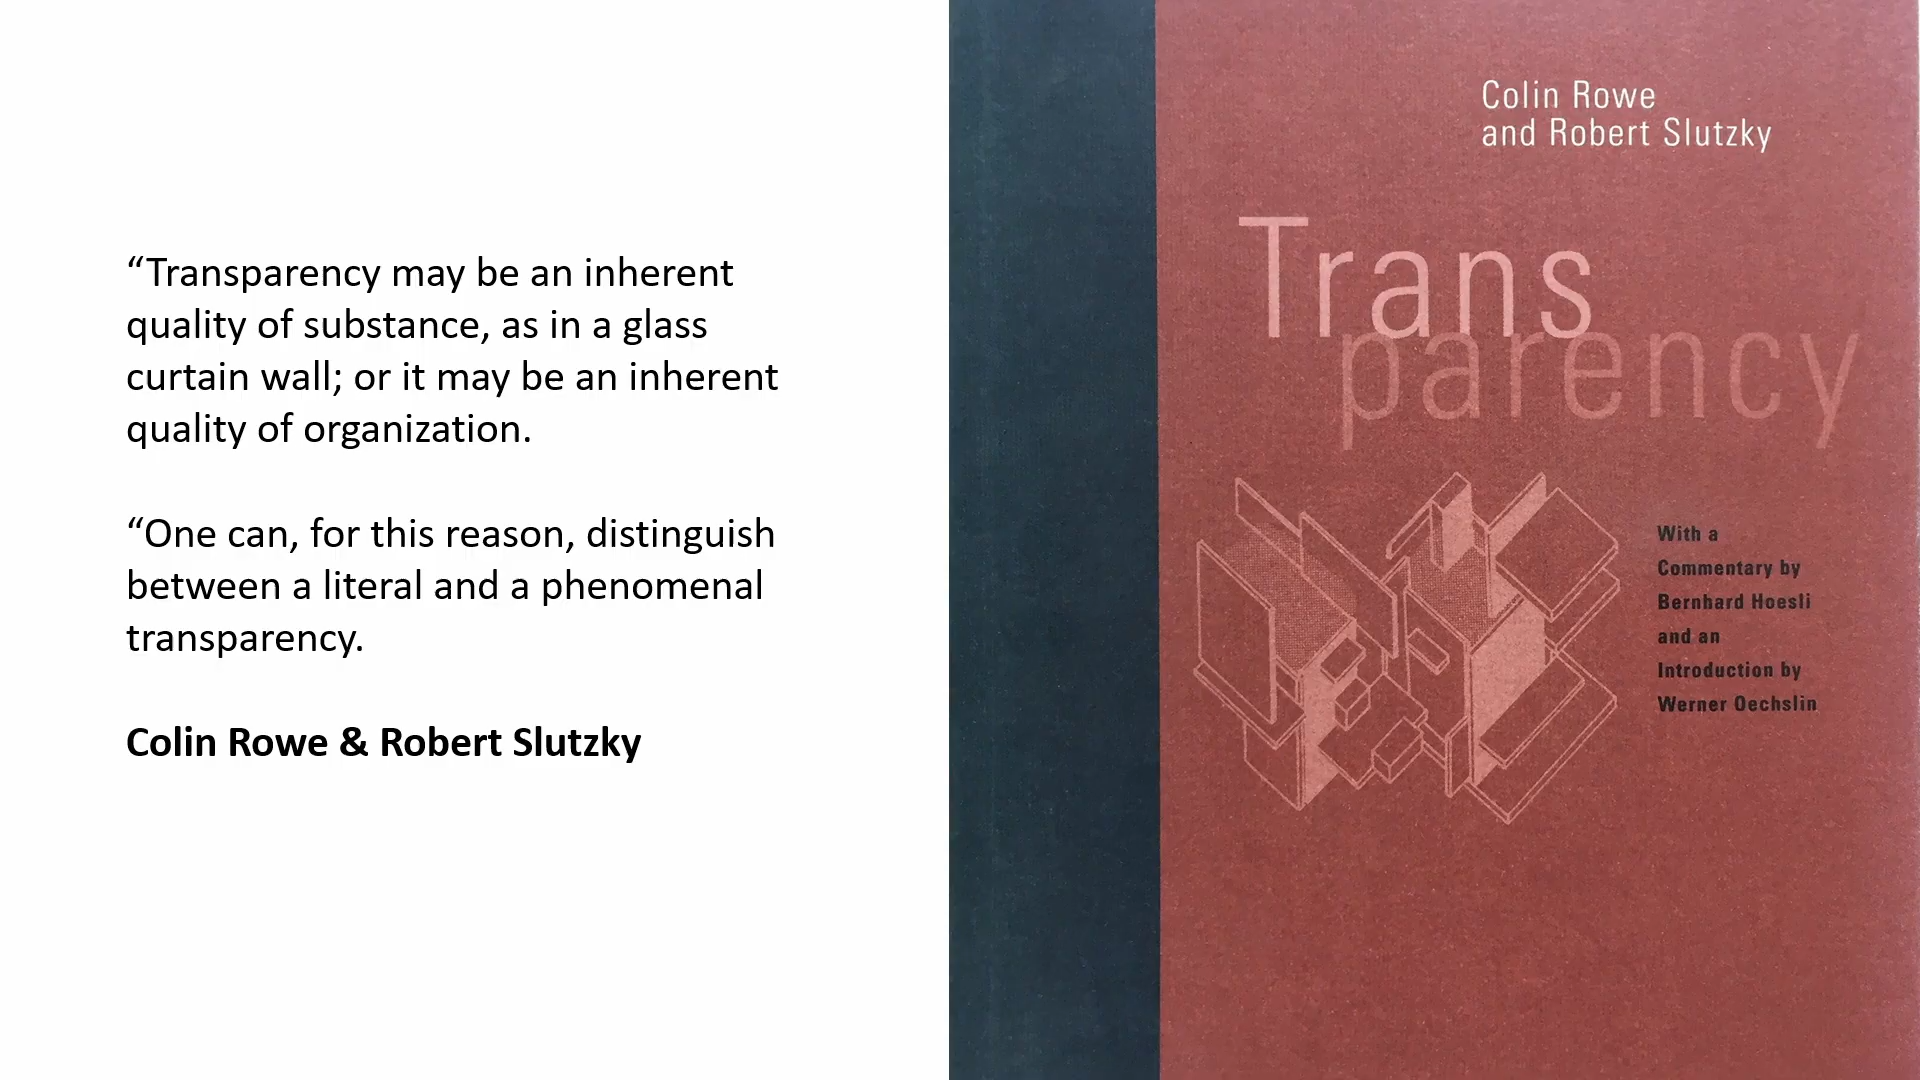 “Transparency may be an inherent
quality of substance, as in a glass
curtain wall; or it may be an inherent
quality of organization.
“One can, for this reason, distinguish
between a literal and a phenomenal
transparency.
Colin Rowe & Robert Slutzky
Colin Rowe
and Robert Slutzky
Trans
parency
With a
Commentary by
Bernhard Hoesli
and an
Introduction by
Werner Oechslin